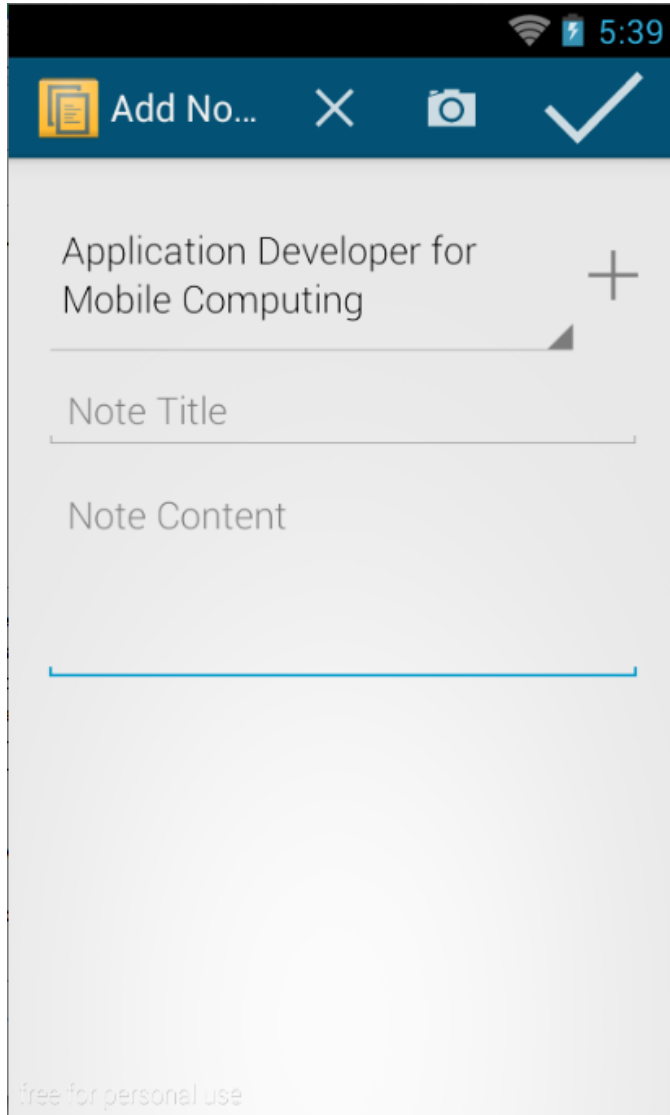 5:39
Add No...
Application Developer for
Mobile Computing
Note Title
Note Content
free for personal use